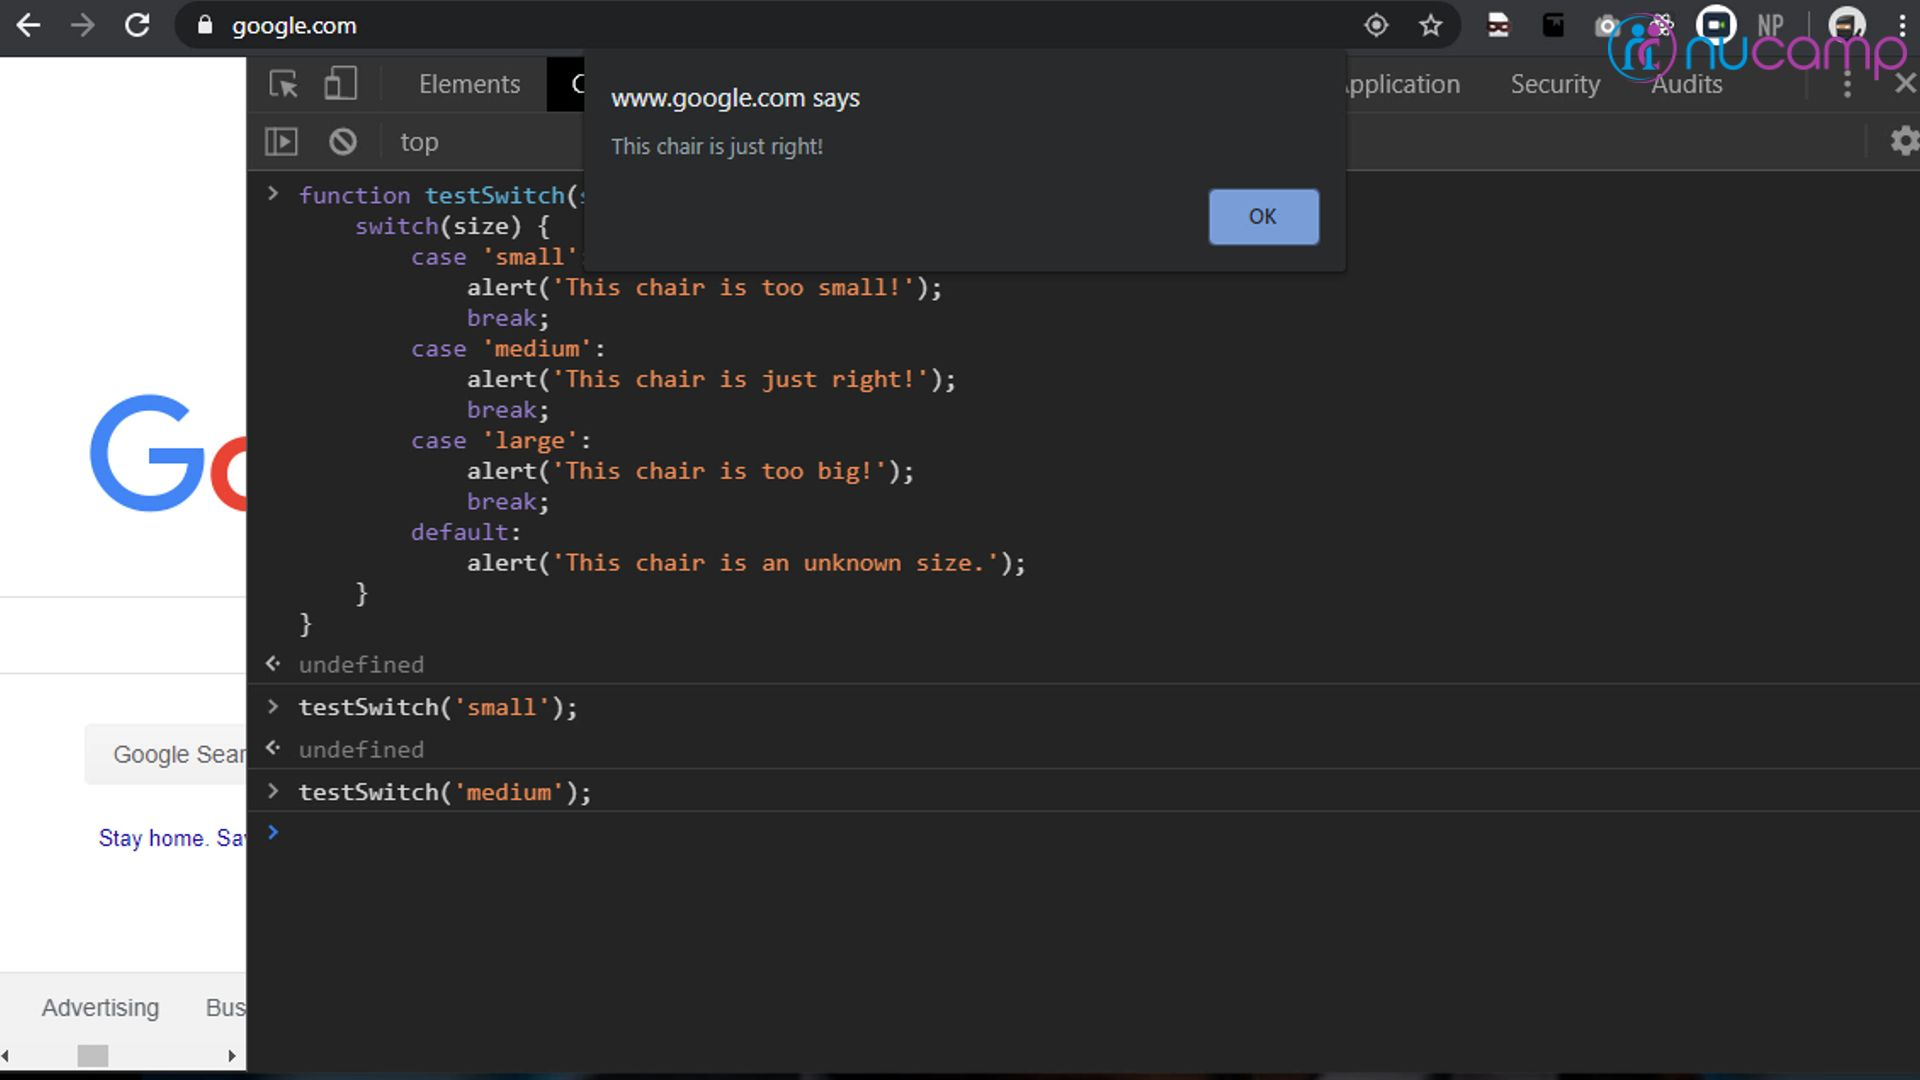 google.com
NP
nucamp
Elements
Application
Security
Audits
www.google.com says
This chair is just right!
OK
top
function testSwitch(
switch(size) {
case 'small'
alert('This chair is too small!');
break;
case 'medium':
alert('This chair is just right!');
break;
case 'large':
alert('This chair is too big!');
break;
default:
alert('This chair is an unknown size.');
}
}
undefined
testSwitch('small');
undefined
testSwitch('medium');
Go
Google Sear
Stay home. Sav
Advertising Bus